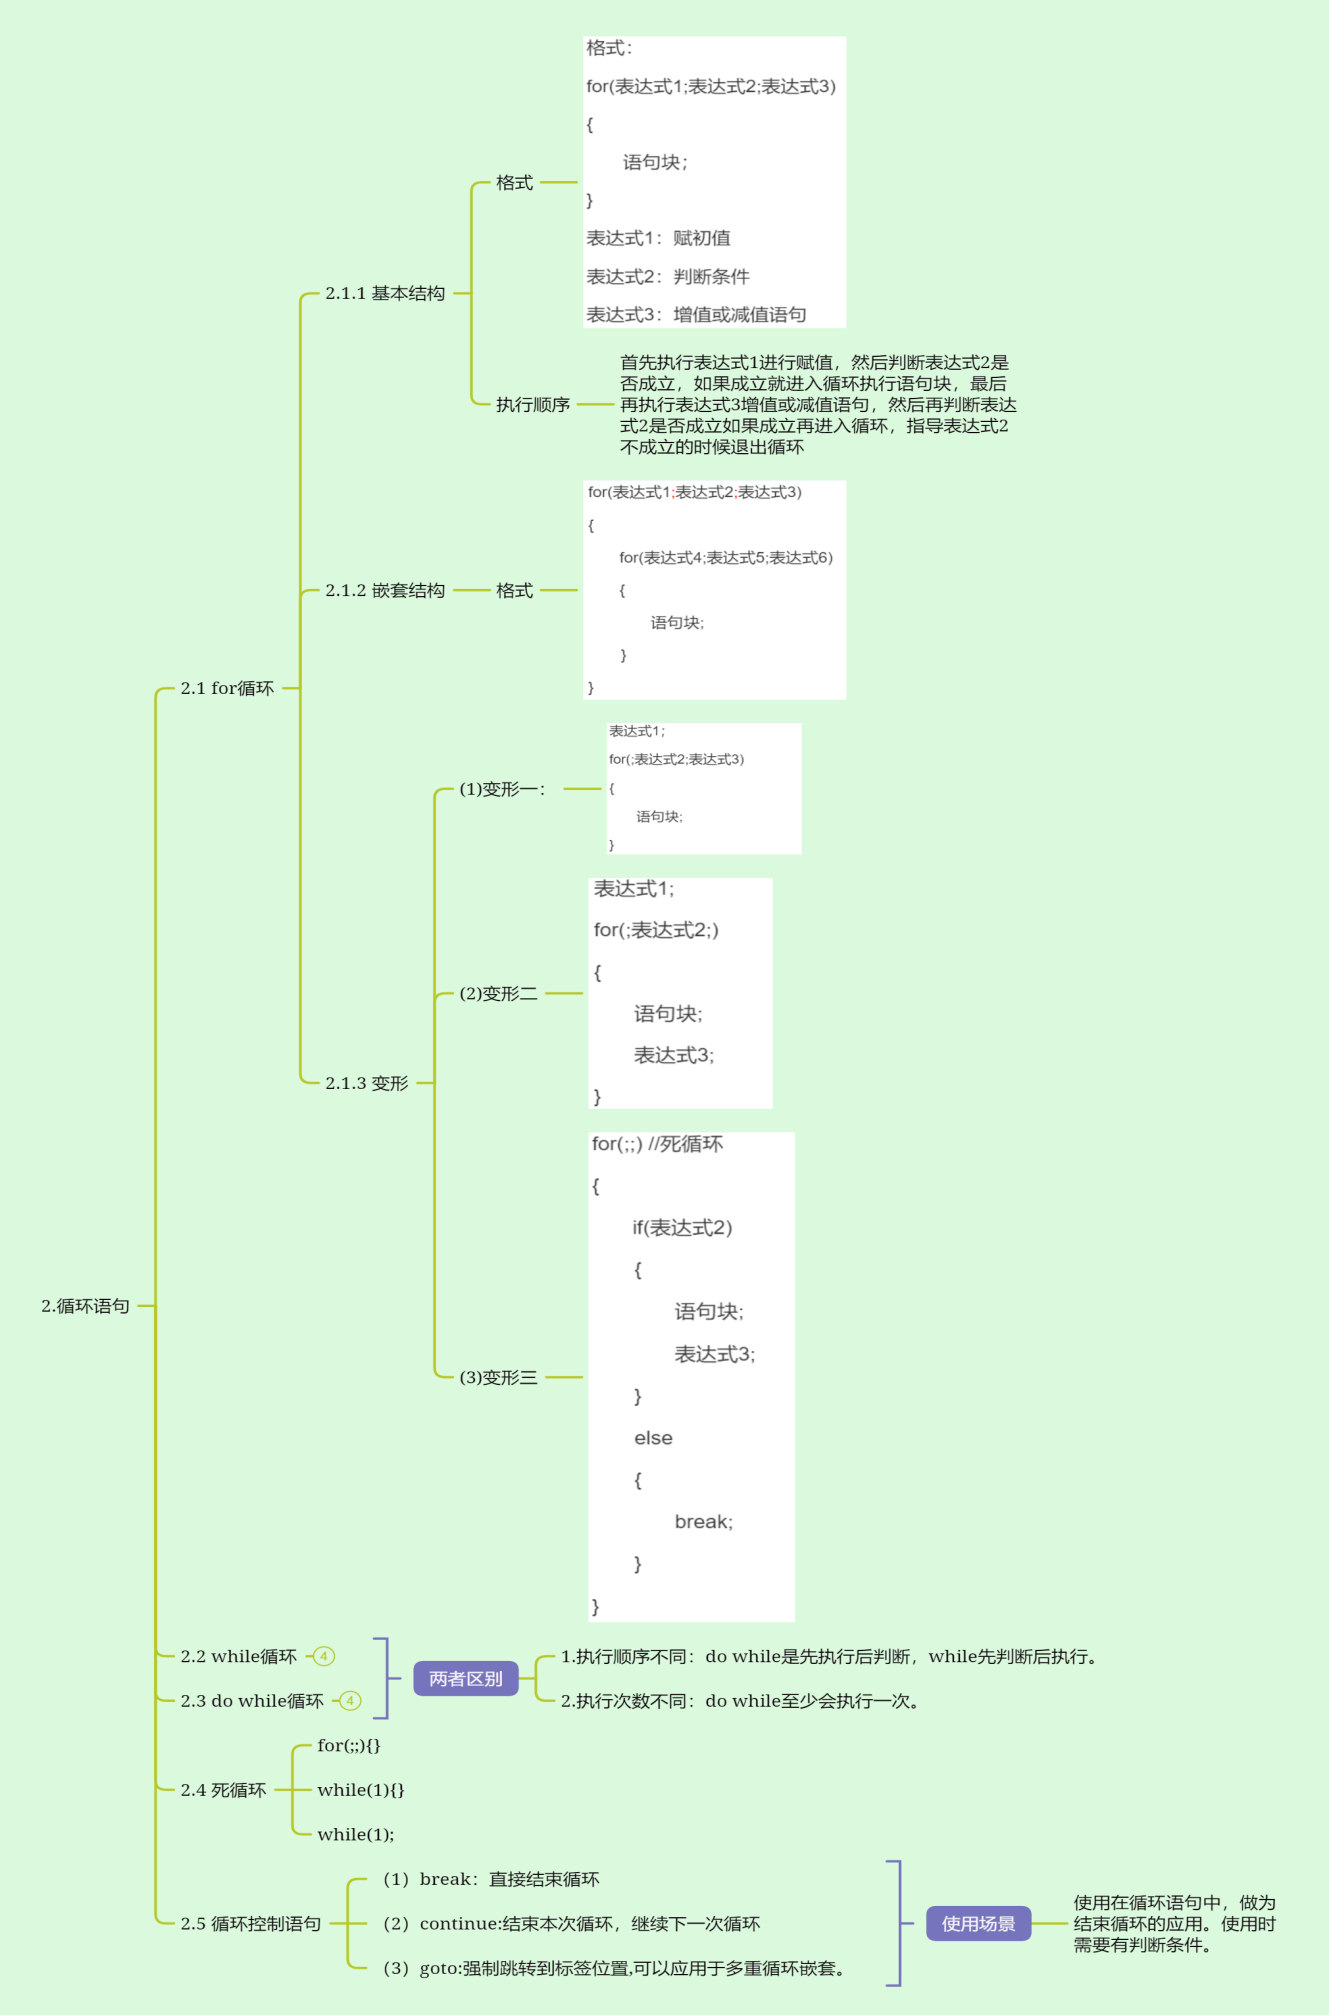 2.循环语句
2.1 for循环
2.1.1 基本结构
格式
格式：
for(表达式1;表达式2;表达式3)
{
语句块；
}
表达式1：赋初值
表达式2：判断条件
表达式3：增值或减值语句
执行顺序
首先执行表达式1进行赋值，然后判断表达式2是
否成立，如果成立就进入循环执行语句块，最后
再执行表达式3增值或减值语句，然后再判断表达
式2是否成立如果成立再进入循环，指导表达式2
不成立的时候退出循环
2.1.2 嵌套结构
格式
for(表达式1;表达式2;表达式3)
{
for(表达式4;表达式5;表达式6)
{
语句块;
}
}
2.1.3 变形
(1)变形一：
表达式1;
for(;表达式2;表达式3)
{
语句块;
}
(2)变形二
表达式1;
for(;表达式2;)
{
语句块;
表达式3;
}
(3)变形三
for(;;) //死循环
{
if(表达式2)
{
语句块;
表达式3;
}
else
{
break;
}
}
2.2 while循环
4
2.3 do while循环
4
两者区别
1.执行顺序不同：do while是先执行后判断，while先判断后执行。
2.执行次数不同：do while至少会执行一次。
2.4 死循环
for(;;){}
while(1){}
while(1);
2.5 循环控制语句
（1）break：直接结束循环
（2）continue:结束本次循环，继续下一次循环
（3）goto:强制跳转到标签位置,可以应用于多重循环嵌套。
使用场景
使用在循环语句中，做为
结束循环的应用。使用时
需要有判断条件。